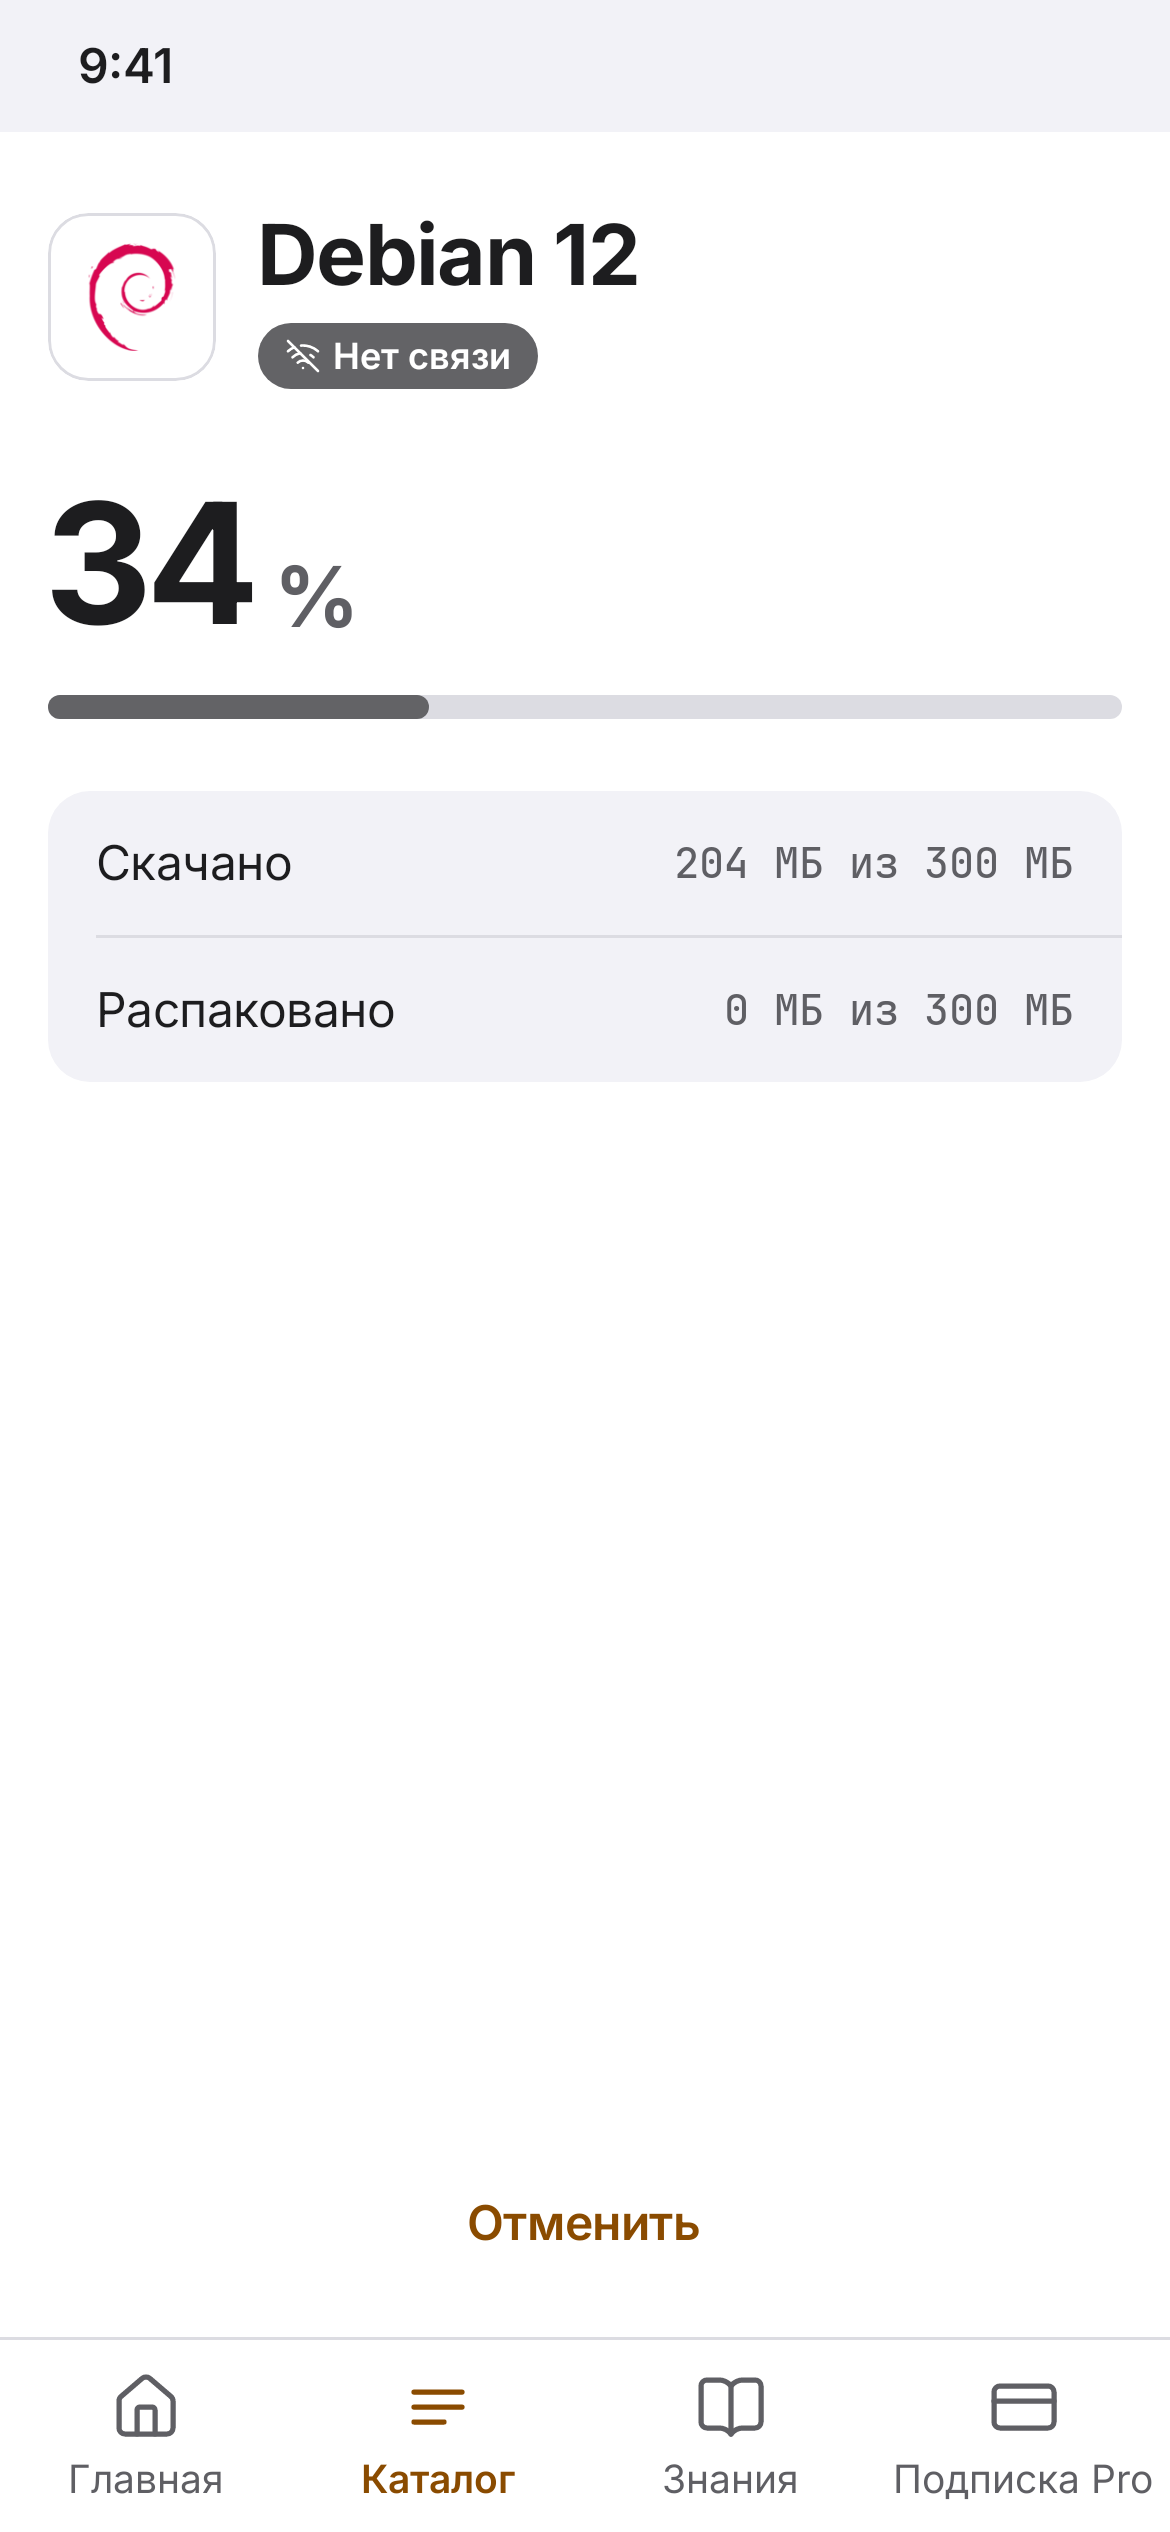 9:41
Debian 12
Нет связи
34 %
Скачано 204 МБ из 300 МБ
Распаковано 0 МБ из 300 МБ
Отменить
Главная Каталог Знания Подписка Pro